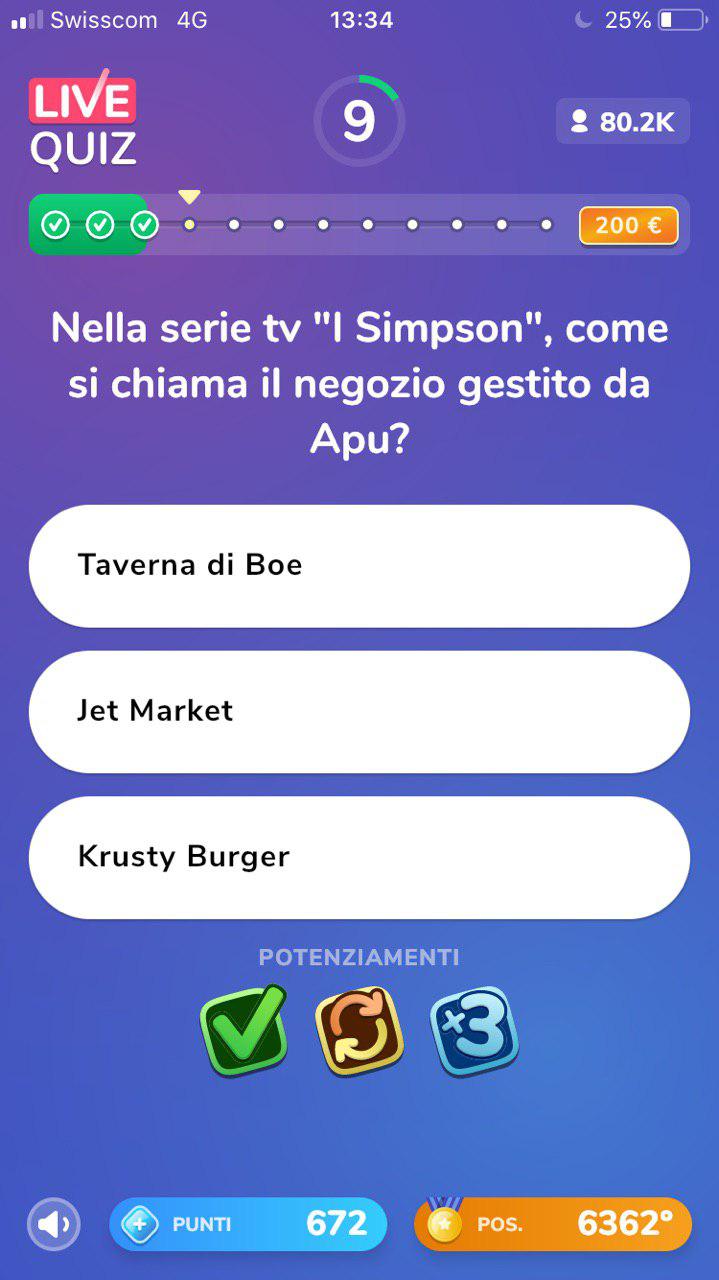 Swisscom 4G 13:34 25%
LIVE
QUIZ
9
80.2K
200 €
Nella serie tv "I Simpson", come
si chiama il negozio gestito da
Apu?
Taverna di Boe
Jet Market
Krusty Burger
POTENZIAMENTI
×3
PUNTI 672 POS. 6362°